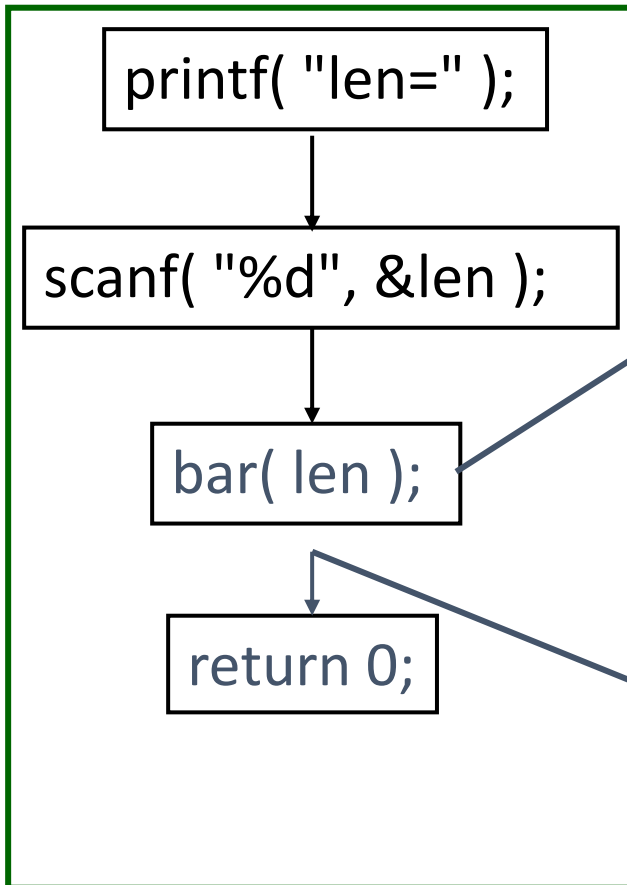 printf( "len=" );
scanf( "%d", &len );
bar( len );
return 0;